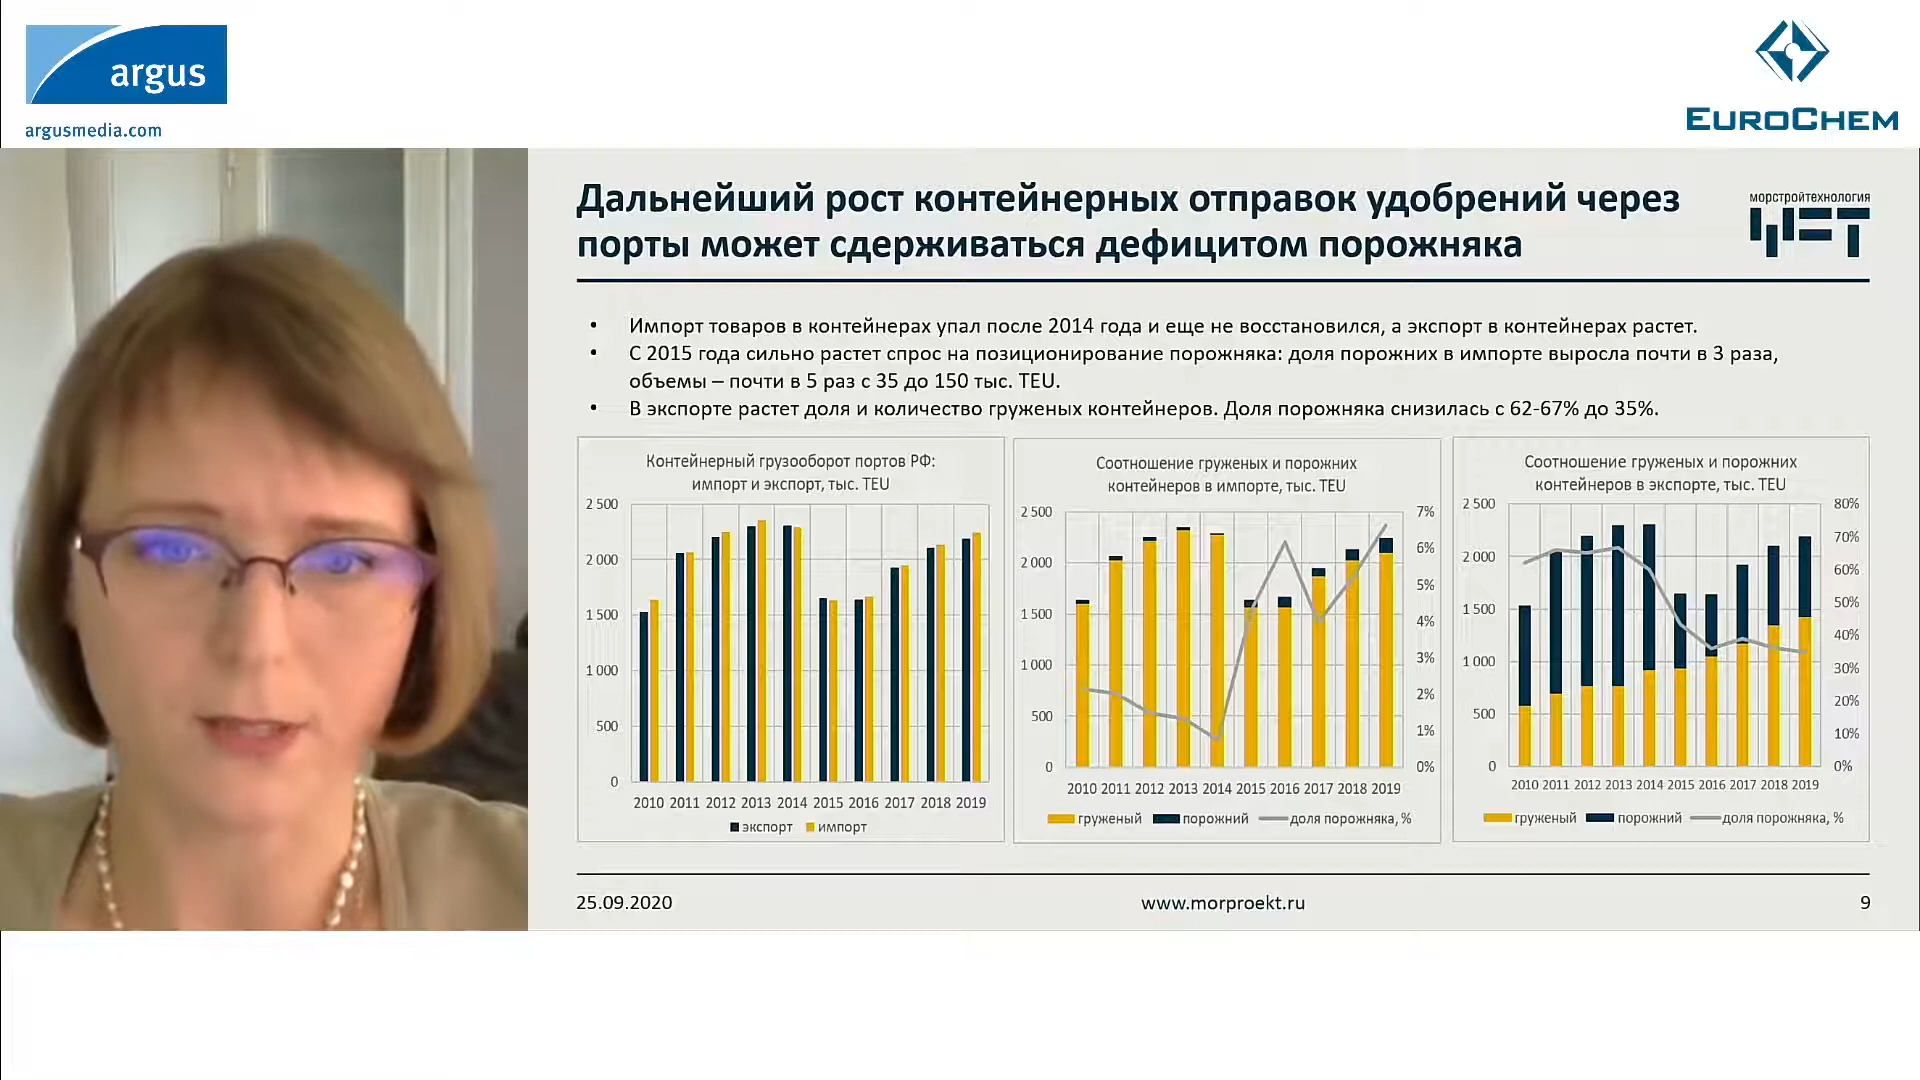 argus
argusmedia.com
EUROCHEM
Дальнейший рост контейнерных отправок удобрений через
порты может сдерживаться дефицитом порожняка
МОРСТРОЙТЕХНОЛОГИЯ
• Импорт товаров в контейнерах упал после 2014 года и еще не восстановился, а экспорт в контейнерах растет.
• С 2015 года сильно растет спрос на позиционирование порожняка: доля порожних в импорте выросла почти в 3 раза,
объемы – почти в 5 раз с 35 до 150 тыс. TEU.
• В экспорте растет доля и количество груженых контейнеров. Доля порожняка снизилась с 62-67% до 35%.
Контейнерный грузооборот портов РФ:
импорт и экспорт, тыс. TEU
2 500
2 000
1 500
1 000
500
0
2010 2011 2012 2013 2014 2015 2016 2017 2018 2019
экспорт импорт
Соотношение груженых и порожних
контейнеров в импорте, тыс. TEU
2 500 7%
6%
2 000
5%
1 500 4%
3%
1 000
2%
500
1%
0 0%
2010 2011 2012 2013 2014 2015 2016 2017 2018 2019
груженый порожний доля порожняка, %
Соотношение груженых и порожних
контейнеров в экспорте, тыс. TEU
2 500 80%
70%
2 000
60%
1 500 50%
40%
1 000
30%
20%
500
10%
0 0%
2010 2011 2012 2013 2014 2015 2016 2017 2018 2019
груженый порожний доля порожняка, %
25.09.2020 www.morproekt.ru 9